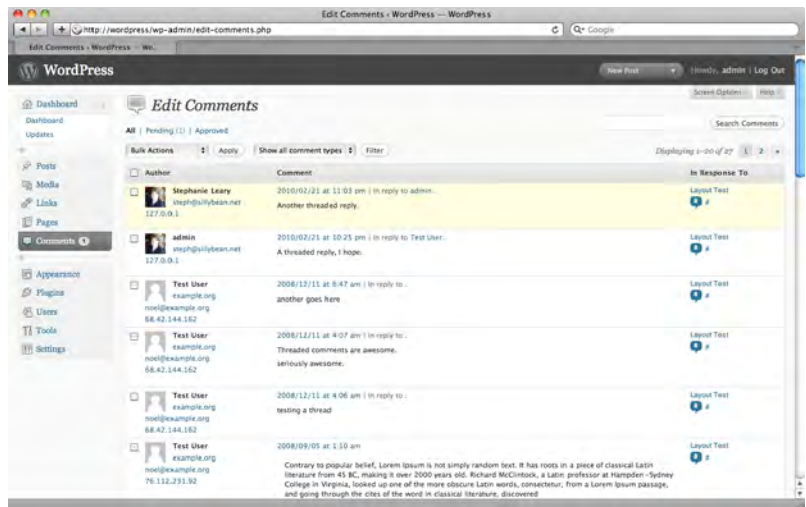 Edit Comments ‹ WordPress — WordPress
http://wordpress/wp-admin/edit-comments.php
Google
Edit Comments ‹ WordPress — Wo...
WordPress
New Post
Howdy, admin | Log Out
Screen Options
Help
Dashboard
Dashboard
Updates
Posts
Media
Links
Pages
Comments 1
Appearance
Plugins
Users
Tools
Settings
Edit Comments
All | Pending (1) | Approved
Search Comments
Bulk Actions Apply Show all comment types Filter
Displaying 1–20 of 27 1 2 »
Author Comment In Response To
Stephanie Leary
steph@sillybean.net
127.0.0.1
2010/02/21 at 11:03 pm | In reply to admin.
Another threaded reply.
Layout Test
#
admin
steph@sillybean.net
127.0.0.1
2010/02/21 at 10:25 pm | In reply to Test User.
A threaded reply, I hope.
Layout Test
#
Test User
example.org
noel@example.org
68.42.144.162
2008/12/11 at 8:47 am | In reply to .
another goes here
Layout Test
#
Test User
example.org
noel@example.org
68.42.144.162
2008/12/11 at 4:07 am | In reply to .
Threaded comments are awesome.
seriously awesome.
Layout Test
#
Test User
example.org
noel@example.org
68.42.144.162
2008/12/11 at 4:06 am | In reply to .
testing a thread
Layout Test
#
Test User
example.org
noel@example.org
76.112.231.92
2008/09/05 at 1:10 am
Contrary to popular belief, Lorem Ipsum is not simply random text. It has roots in a piece of classical Latin
literature from 45 BC, making it over 2000 years old. Richard McClintock, a Latin professor at Hampden-Sydney
College in Virginia, looked up one of the more obscure Latin words, consectetur, from a Lorem Ipsum passage,
and going through the cites of the word in classical literature, discovered
Layout Test
#